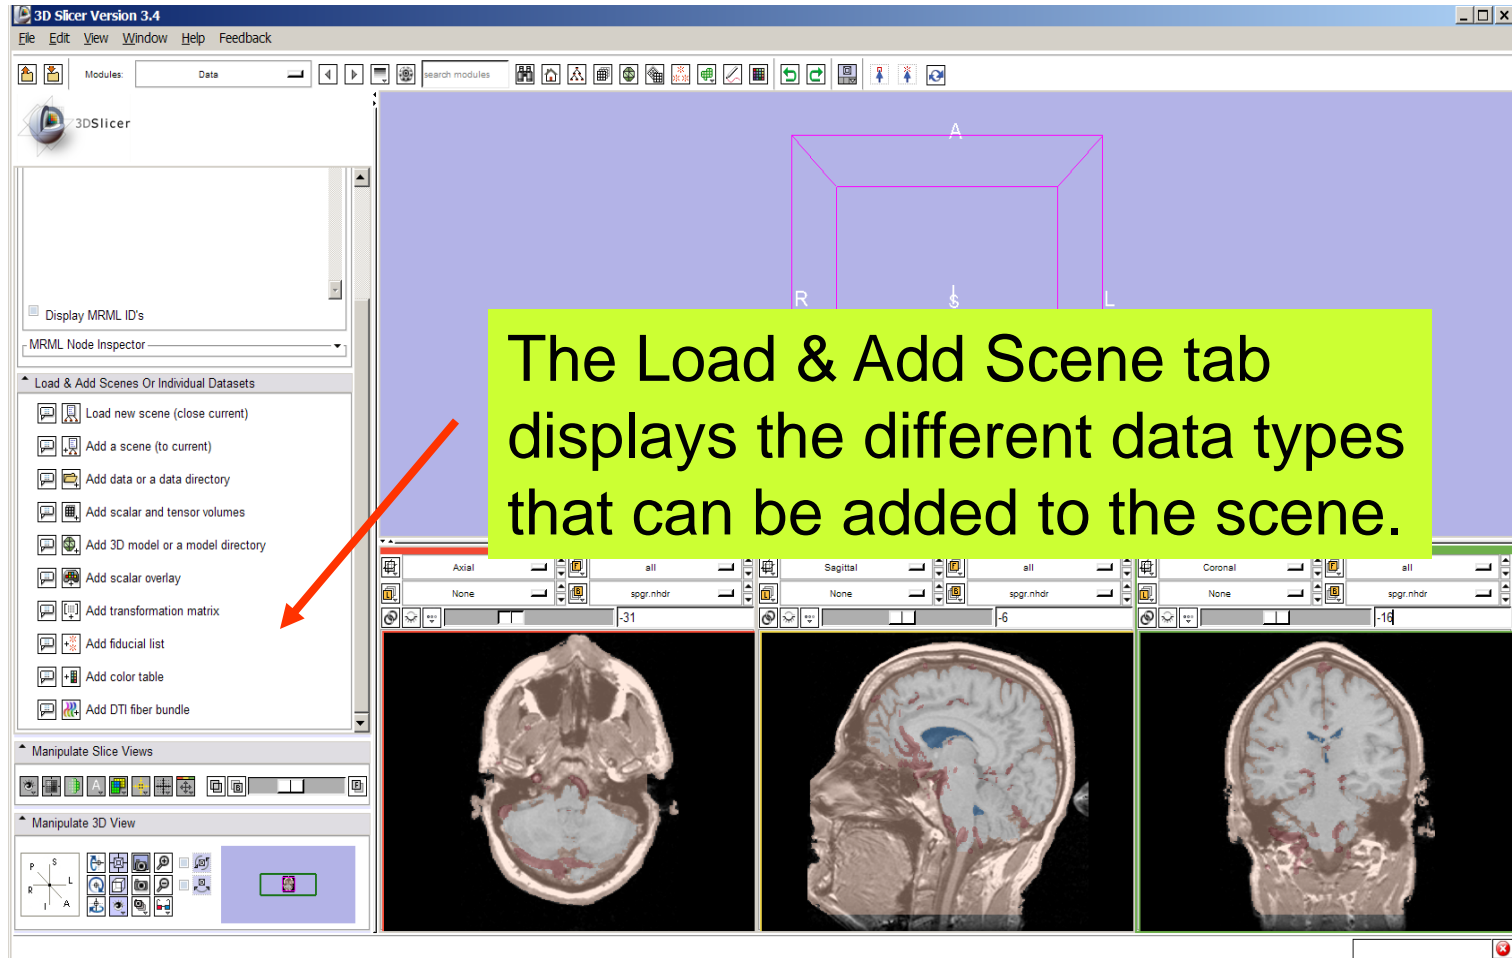 3D Slicer Version 3.4
File Edit View Window Help Feedback
Modules: Data search modules
3DSlicer
A
R S L
Display MRML ID's
MRML Node Inspector
Load & Add Scenes Or Individual Datasets
Load new scene (close current)
Add a scene (to current)
Add data or a data directory
Add scalar and tensor volumes
Add 3D model or a model directory
Add scalar overlay
Add transformation matrix
Add fiducial list
Add color table
Add DTI fiber bundle
The Load & Add Scene tab
displays the different data types
that can be added to the scene.
Axial all Sagittal all Coronal all
None spgr.nhdr None spgr.nhdr None spgr.nhdr
-31 -6 -16
Manipulate Slice Views
Manipulate 3D View
P S
R L
I A